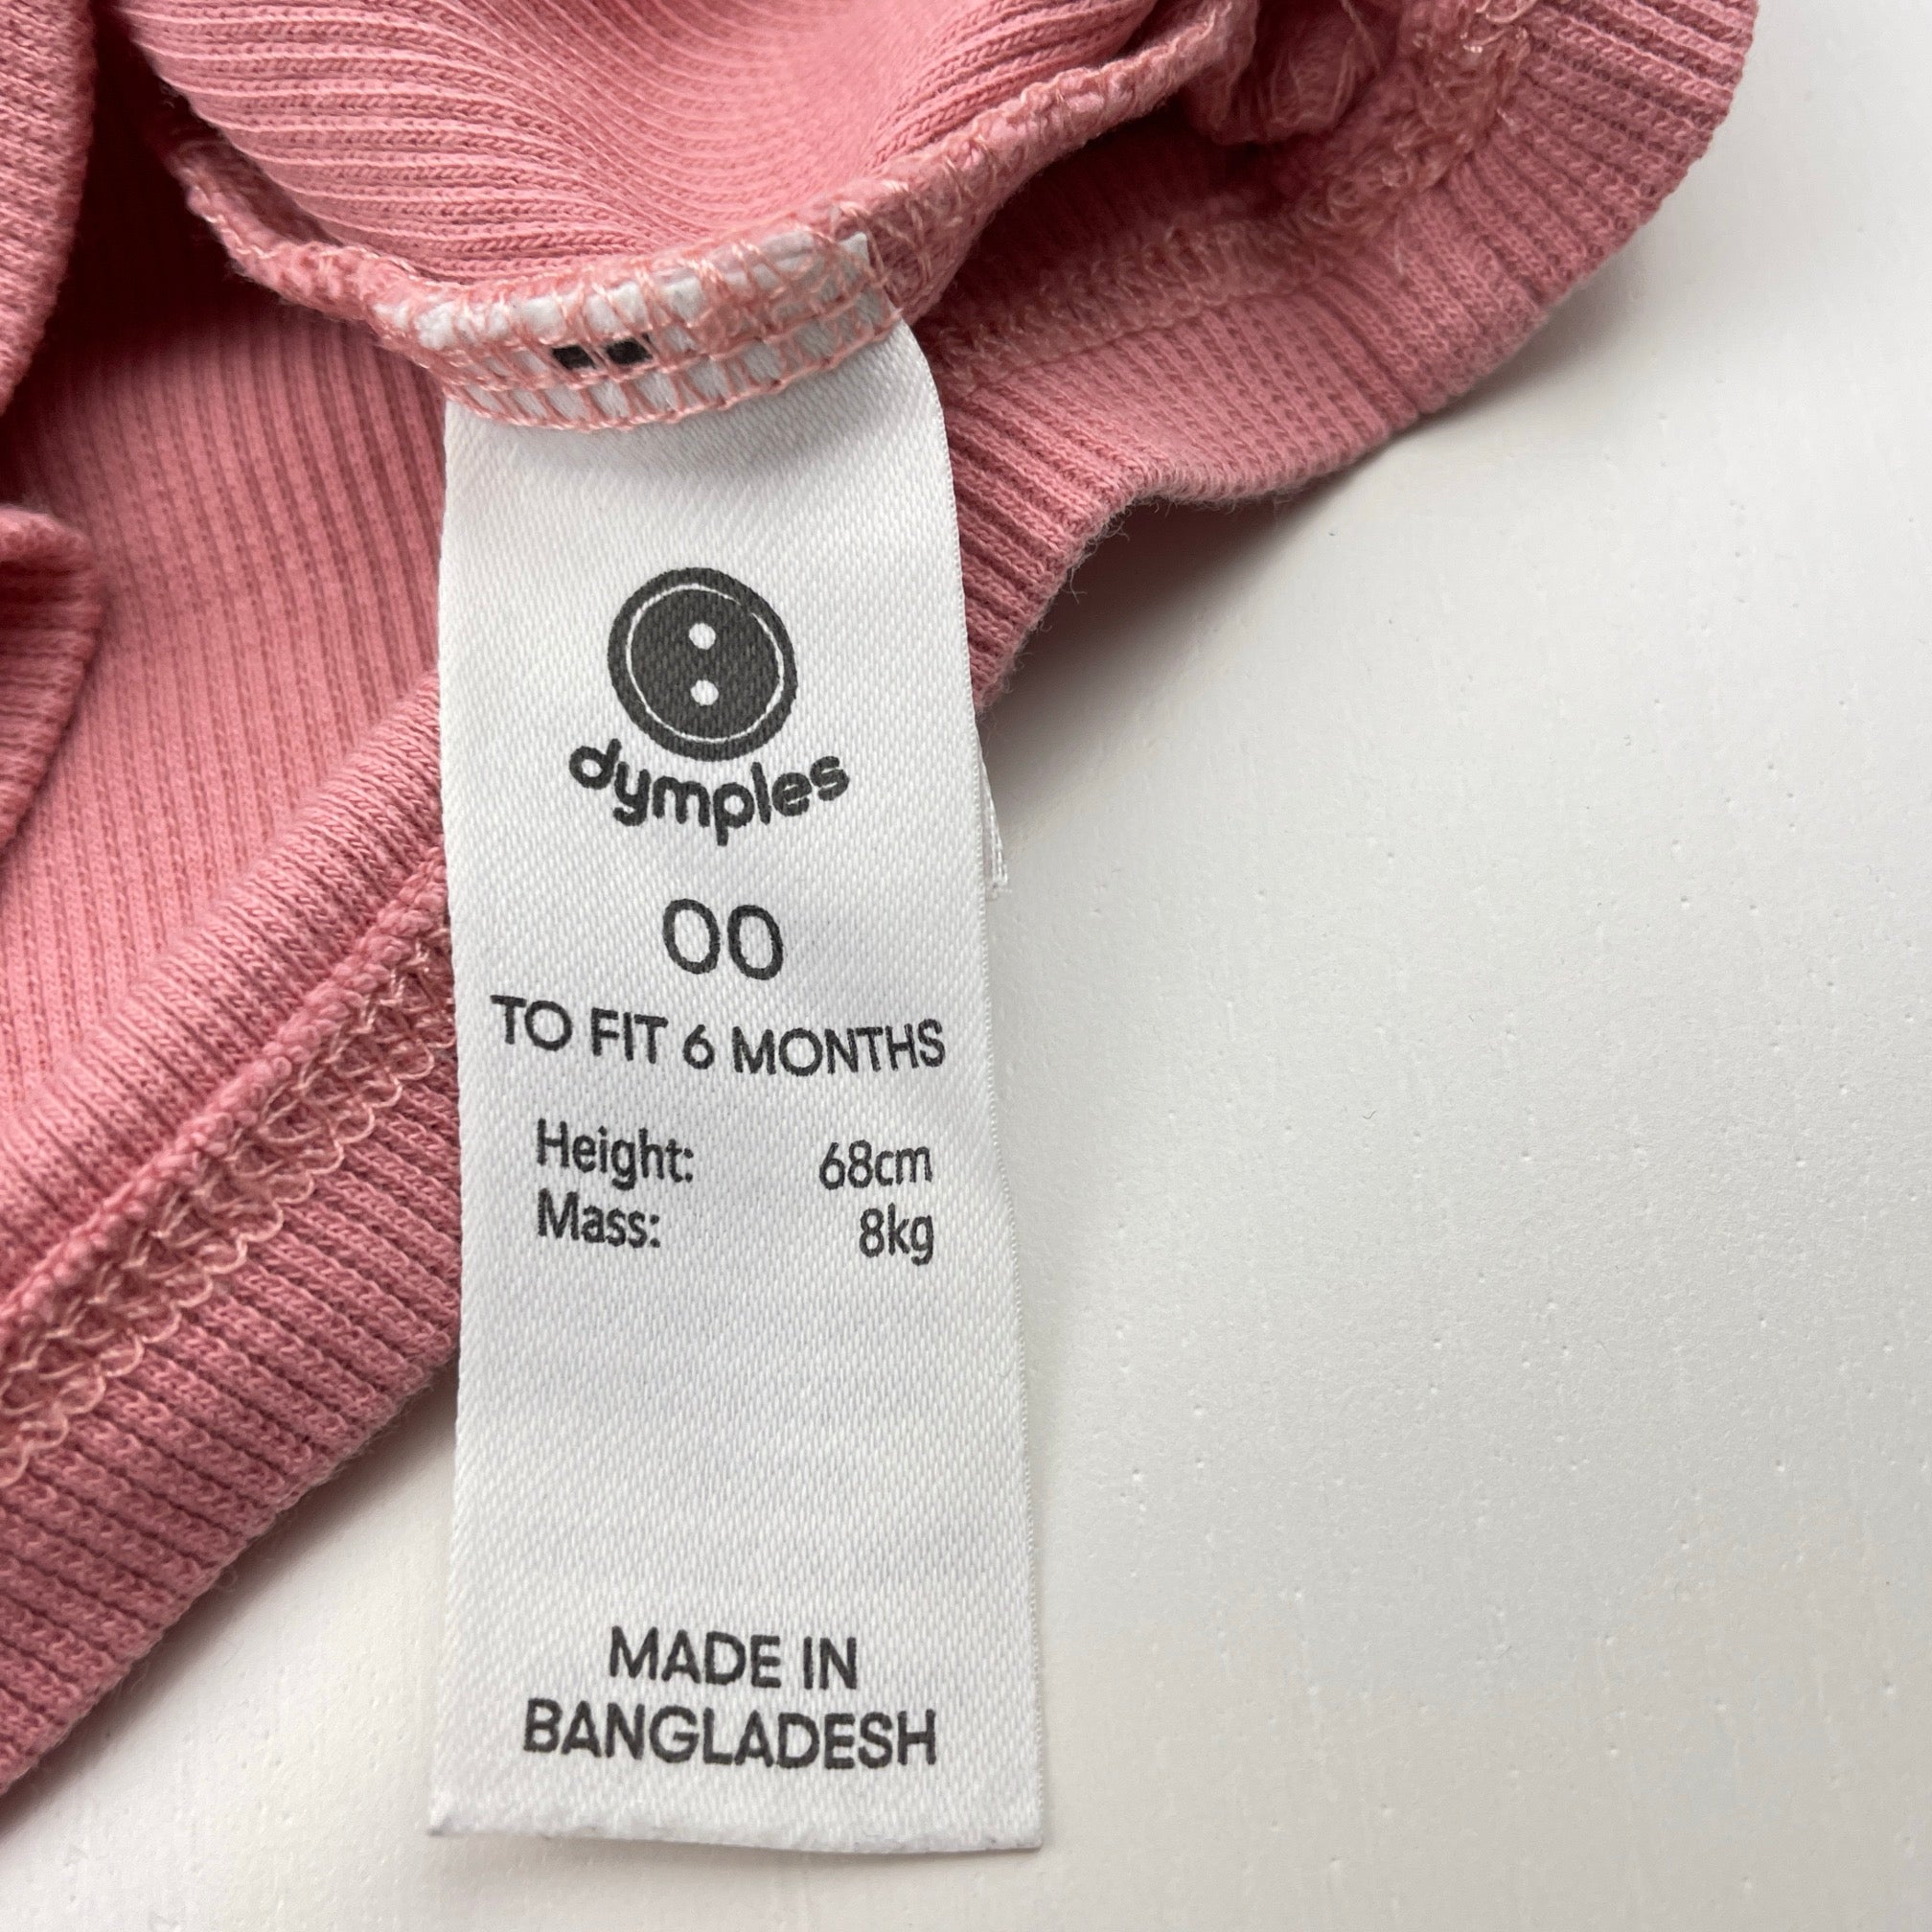 dymples
00
TO FIT 6 MONTHS
Height: 68cm
Mass: 8kg
MADE IN
BANGLADESH